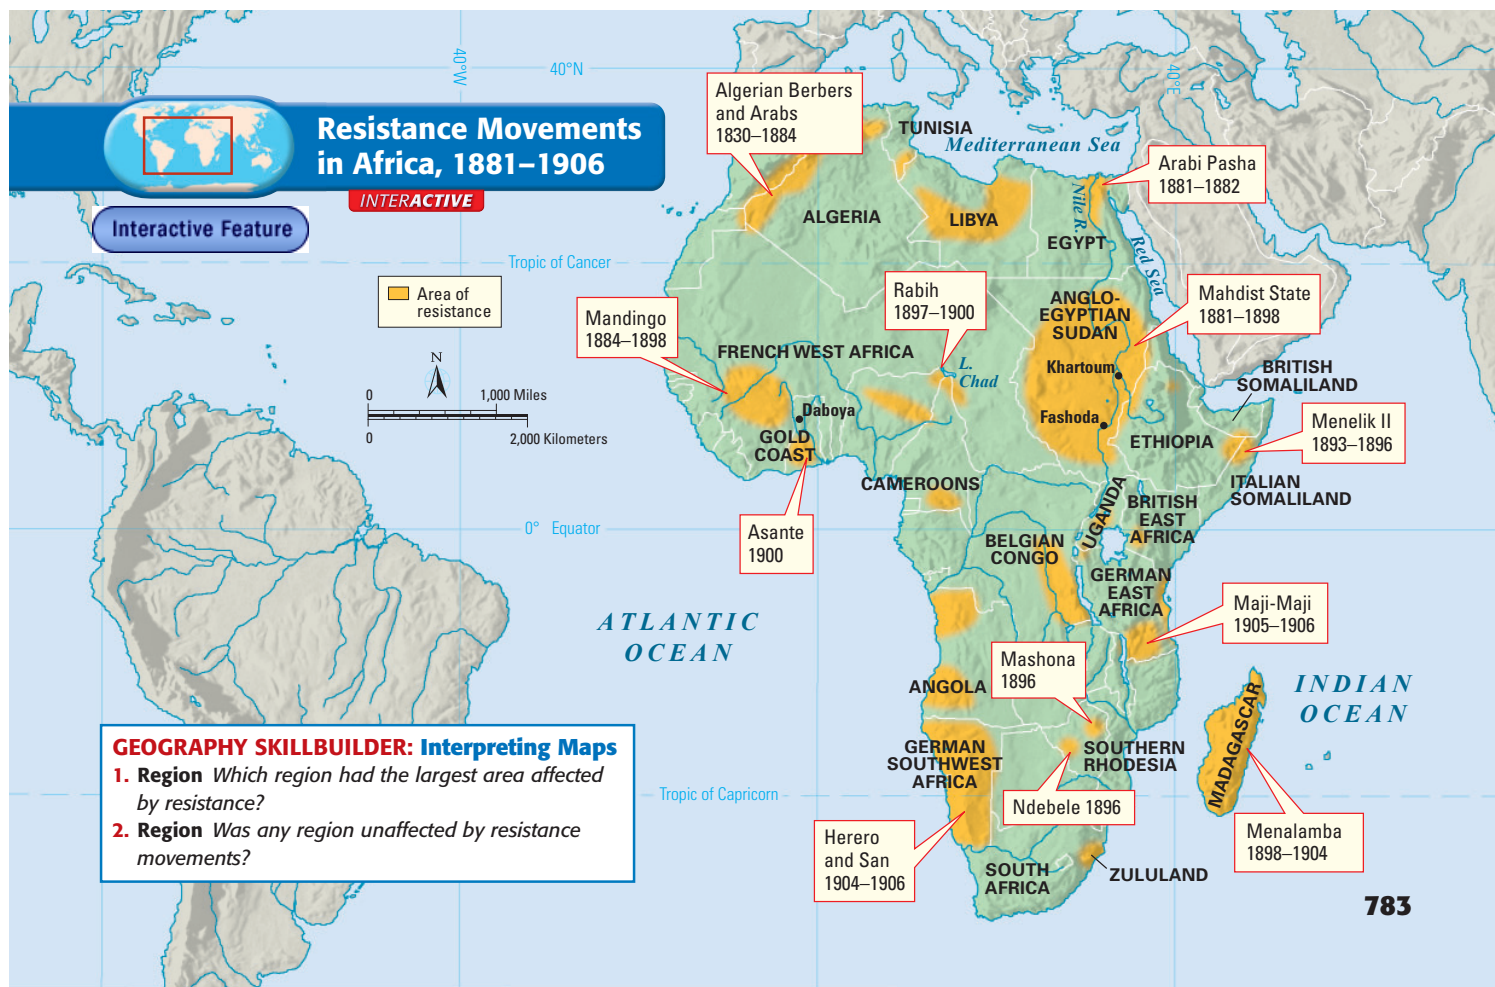 Resistance Movements
in Africa, 1881–1906
INTERACTIVE
Interactive Feature
40°W
40°N
40°E
Algerian Berbers
and Arabs
1830–1884
TUNISIA
Mediterranean Sea
Arabi Pasha
1881–1882
Nile R.
ALGERIA
LIBYA
EGYPT
Red Sea
Tropic of Cancer
Area of
resistance
Rabih
1897–1900
ANGLO-
EGYPTIAN
SUDAN
Mahdist State
1881–1898
Mandingo
1884–1898
FRENCH WEST AFRICA
L.
Chad
Khartoum
BRITISH
SOMALILAND
N
0
1,000 Miles
0
2,000 Kilometers
Daboya
Fashoda
GOLD
COAST
ETHIOPIA
Menelik II
1893–1896
CAMEROONS
ITALIAN
SOMALILAND
UGANDA
BRITISH
EAST
AFRICA
0° Equator
Asante
1900
BELGIAN
CONGO
GERMAN
EAST
AFRICA
ATLANTIC
OCEAN
Maji-Maji
1905–1906
Mashona
1896
ANGOLA
INDIAN
OCEAN
MADAGASCAR
GERMAN
SOUTHWEST
AFRICA
SOUTHERN
RHODESIA
Tropic of Capricorn
Ndebele 1896
Herero
and San
1904–1906
Menalamba
1898–1904
SOUTH
AFRICA
ZULULAND
GEOGRAPHY SKILLBUILDER: Interpreting Maps
1. Region Which region had the largest area affected
by resistance?
2. Region Was any region unaffected by resistance
movements?
783